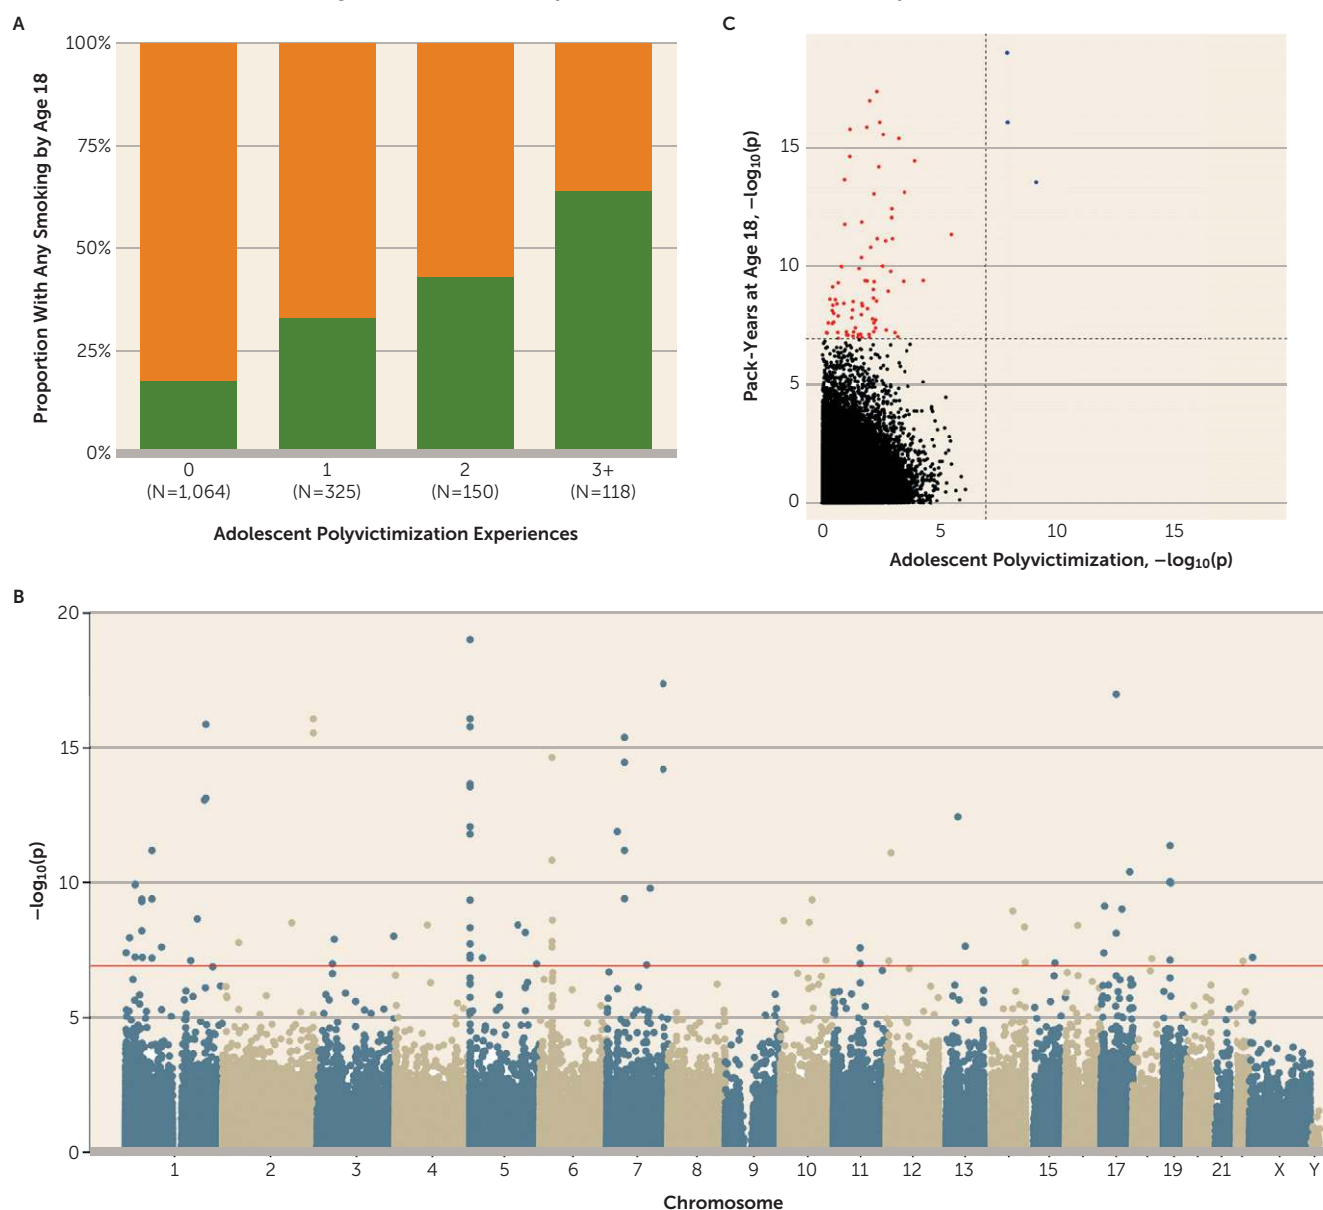 A
100%
75%
50%
25%
0%
Proportion With Any Smoking by Age 18
0
(N=1,064)
1
(N=325)
2
(N=150)
3+
(N=118)
Adolescent Polyvictimization Experiences
C
15
10
5
0
Pack-Years at Age 18, –log10(p)
0 5 10 15
Adolescent Polyvictimization, –log10(p)
B
20
15
10
5
0
–log10(p)
1 2 3 4 5 6 7 8 9 10 11 12 13 15 17 19 21 X Y
Chromosome